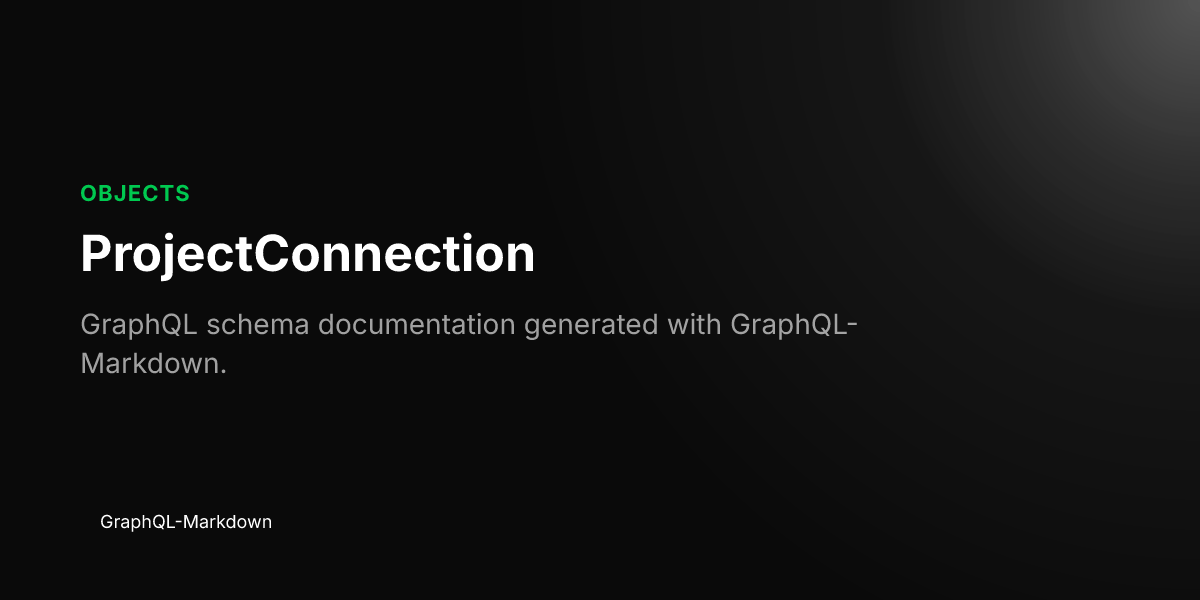 OBJECTS
ProjectConnection
GraphQL schema documentation generated with GraphQL-
Markdown.
GraphQL-Markdown